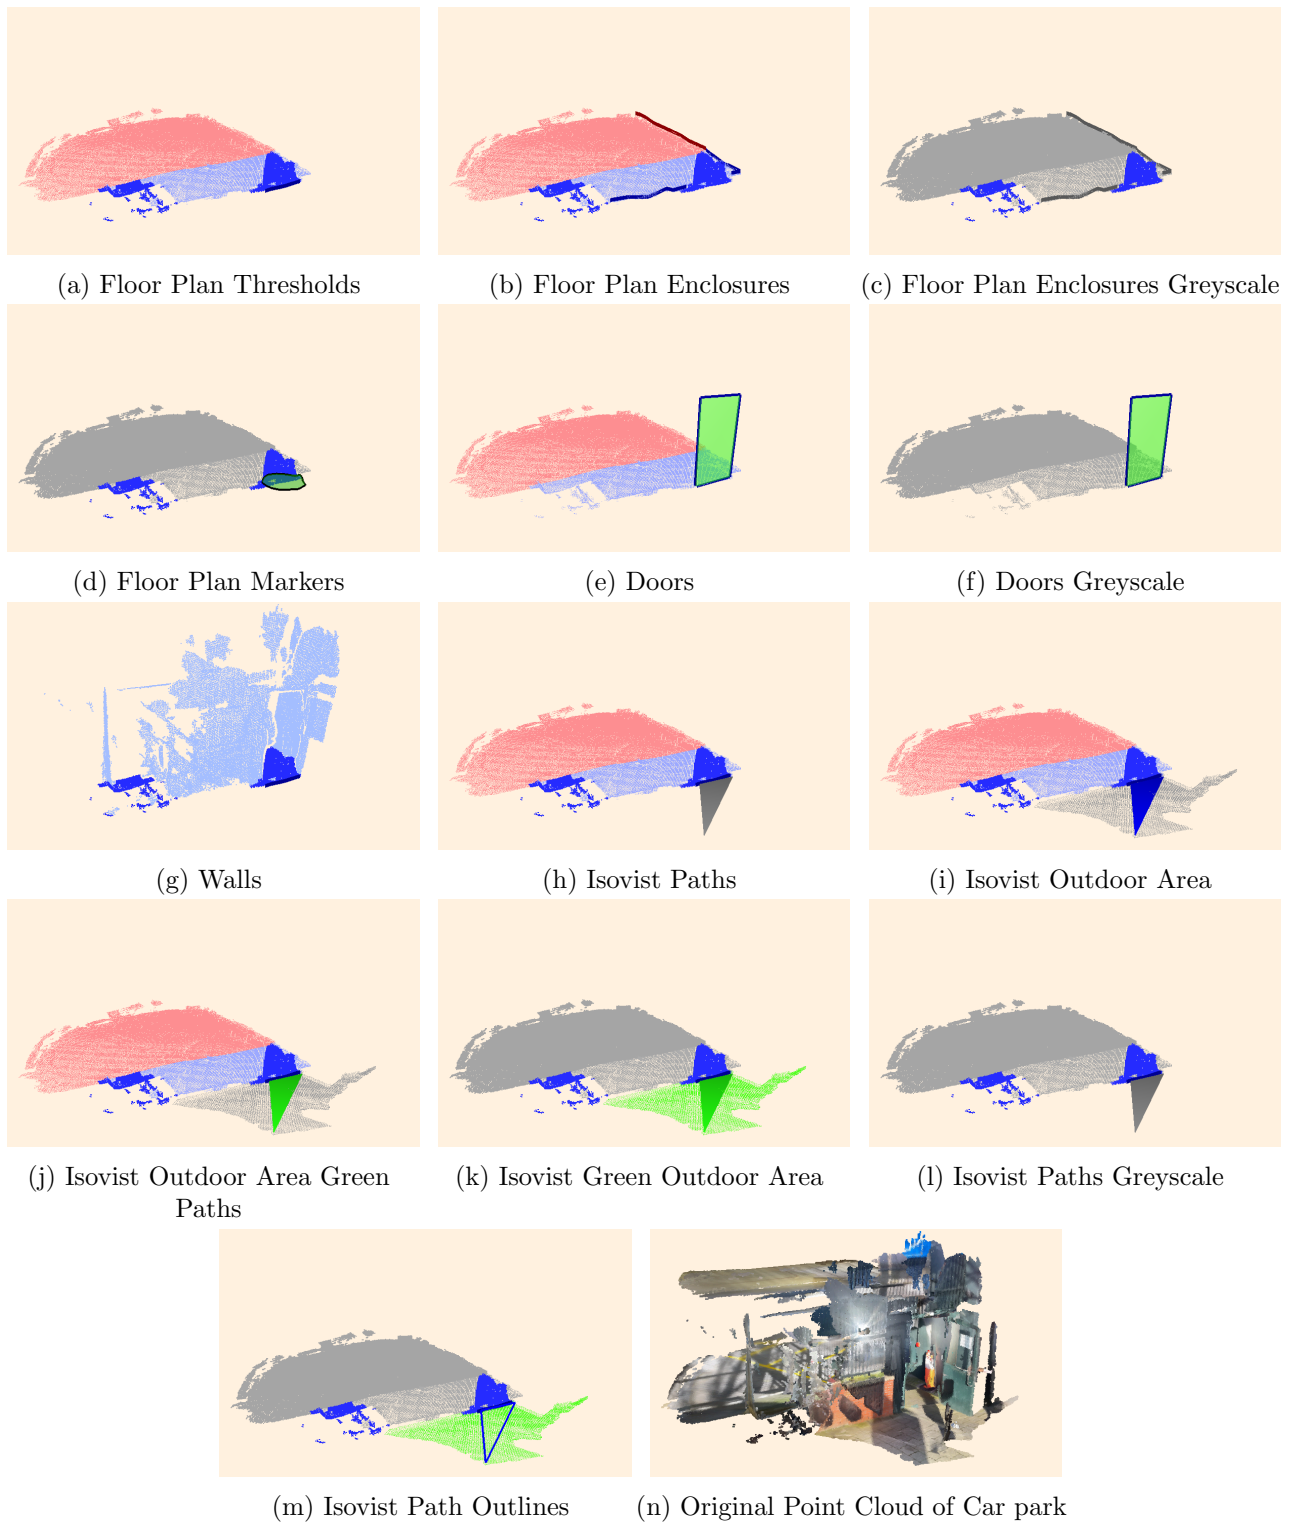 (a) Floor Plan Thresholds
(b) Floor Plan Enclosures
(c) Floor Plan Enclosures Greyscale
(d) Floor Plan Markers
(e) Doors
(f) Doors Greyscale
(g) Walls
(h) Isovist Paths
(i) Isovist Outdoor Area
(j) Isovist Outdoor Area Green
Paths
(k) Isovist Green Outdoor Area
(l) Isovist Paths Greyscale
(m) Isovist Path Outlines
(n) Original Point Cloud of Car park